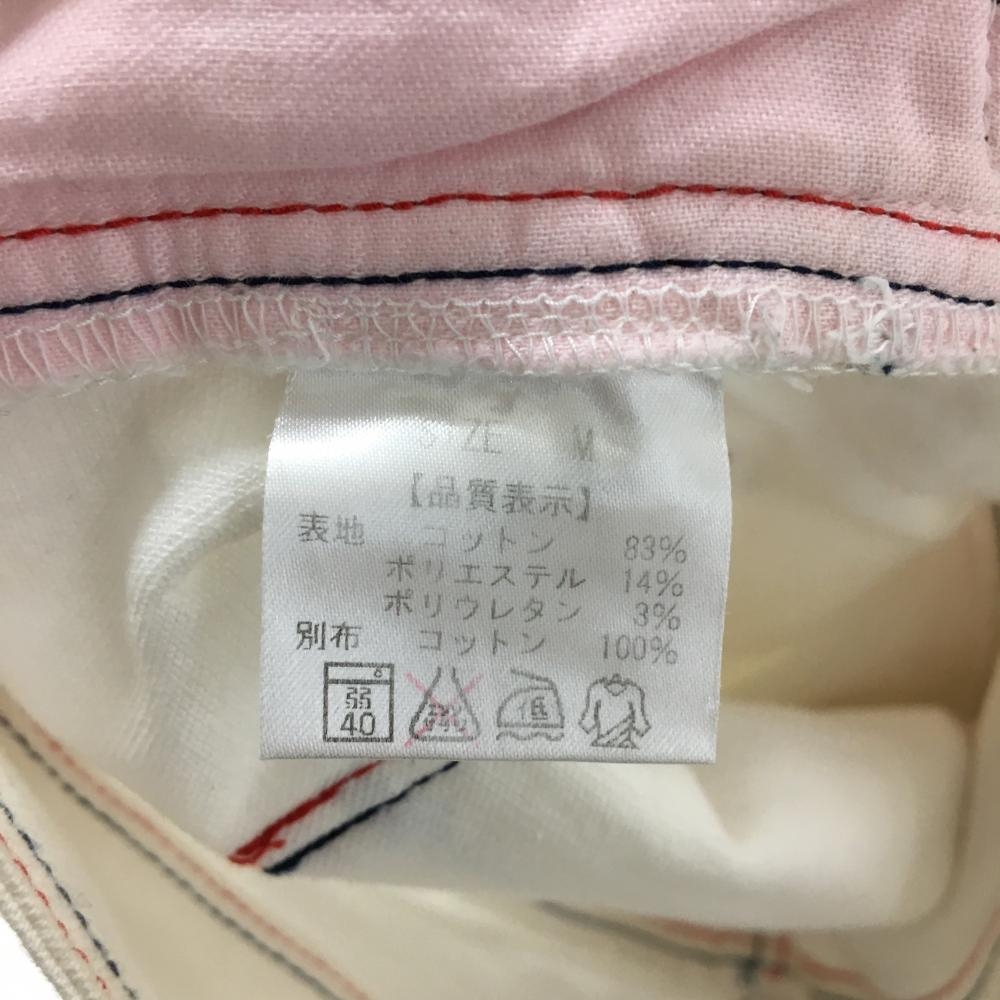 SIZE M
【品質表示】
表地 コットン 83%
ポリエステル 14%
ポリウレタン 3%
別布 コットン 100%
弱 40 低